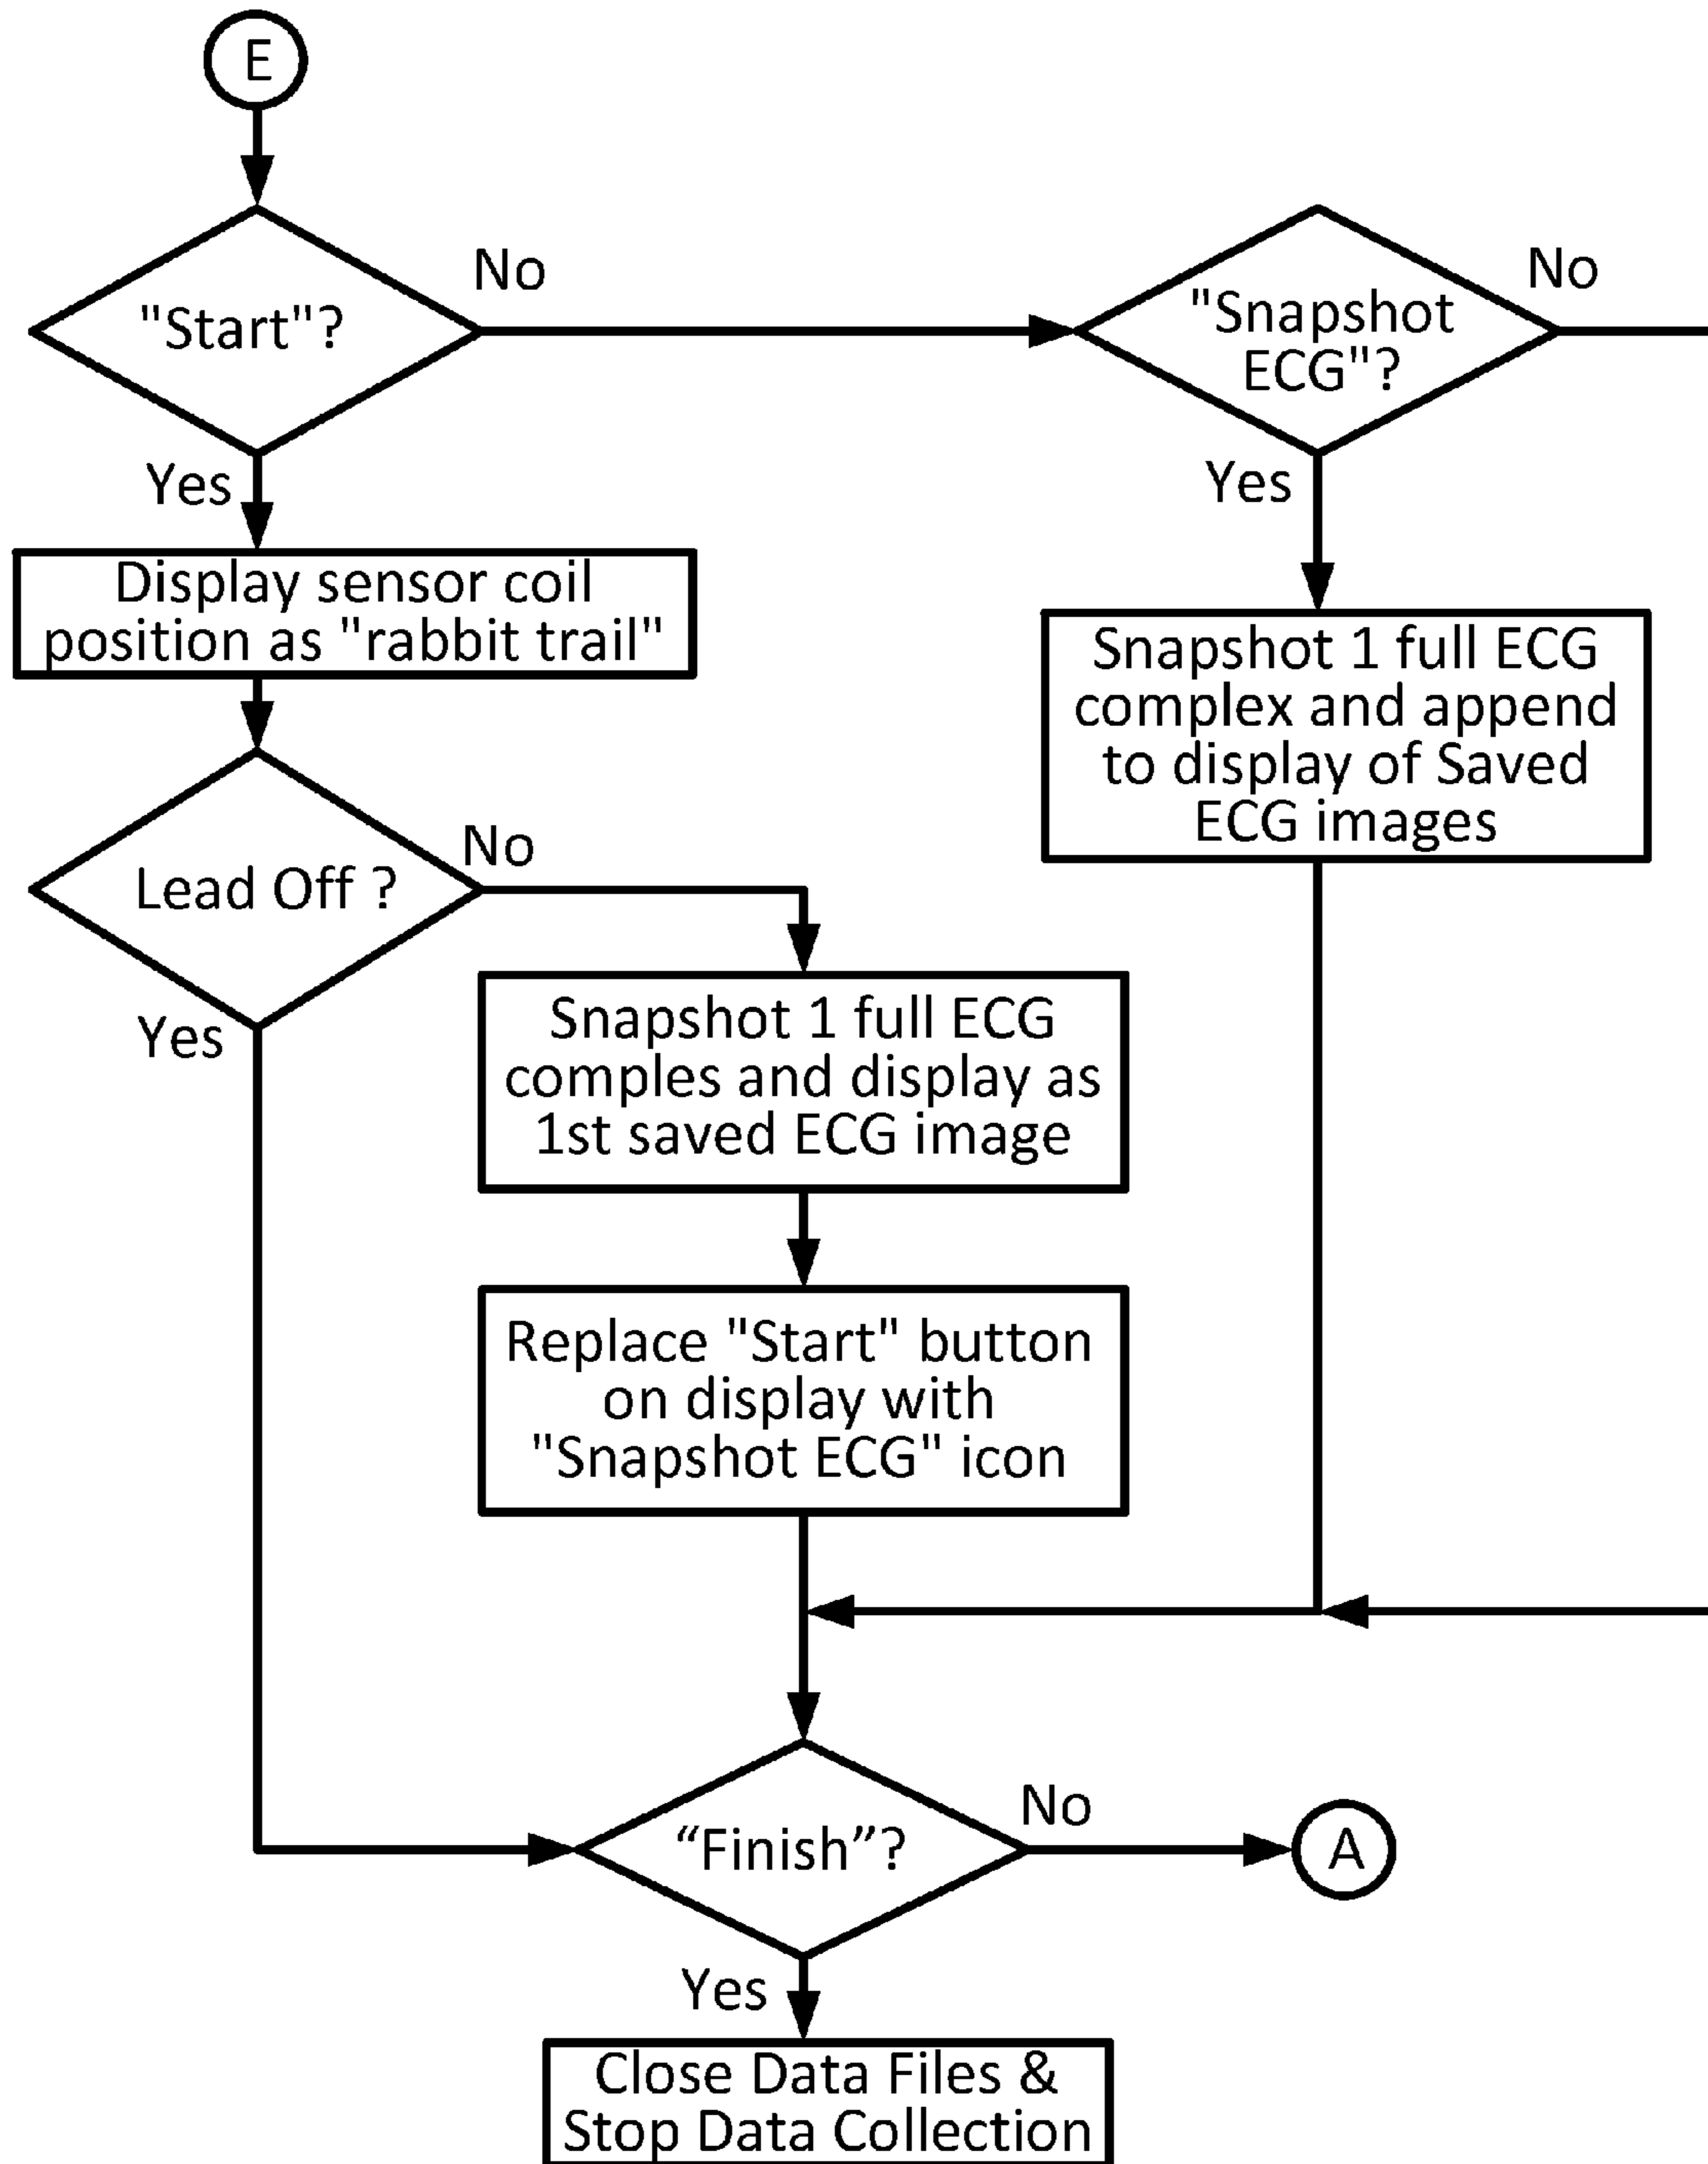 E
"Start"?
No
"Snapshot
ECG"?
No
Yes
Yes
Display sensor coil
position as "rabbit trail"
Snapshot 1 full ECG
complex and append
to display of Saved
ECG images
Lead Off ?
No
Yes
Snapshot 1 full ECG
comples and display as
1st saved ECG image
Replace "Start" button
on display with
"Snapshot ECG" icon
“Finish”?
No
A
Yes
Close Data Files &
Stop Data Collection